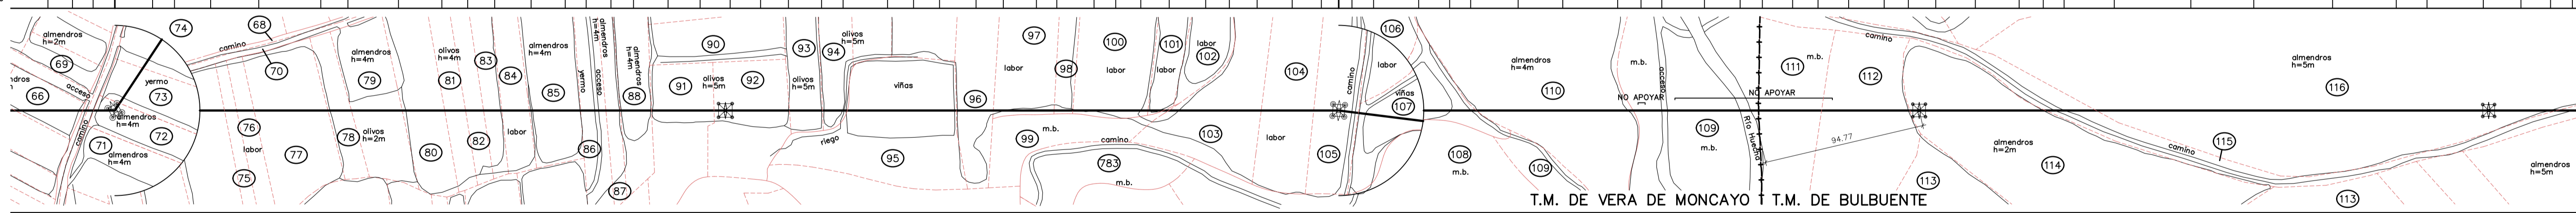 almendros
h=2m
69
ndros
66
acceso
camino
74
yermo
73
almendros
h=4m
72
71
almendros
h=4m
68
camino
70
76
labor
75
77
almendros
h=4m
79
78
olivos
h=2m
80
olivos
h=4m
81
83
84
82
labor
almendros
h=4m
85
yermo
acceso
almendros
h=4m
86
87
almendros
h=4m
88
90
91
olivos
h=5m
92
93
94
olivos
h=5m
olivos
h=5m
viñas
riego
95
96
97
labor
98
99
m.b.
camino
783
m.b.
100
labor
101
labor
labor
102
103
104
labor
105
camino
106
labor
viñas
107
108
m.b.
almendros
h=4m
110
109
m.b.
NO APOYAR
accesos
109
m.b.
NO APOYAR
Río Huecha
94.77
111
m.b.
112
camino
T.M. DE VERA DE MONCAYO
T.M. DE BULBUENTE
113
almendros
h=2m
114
camino
115
almendros
h=5m
116
113
almendros
h=5m